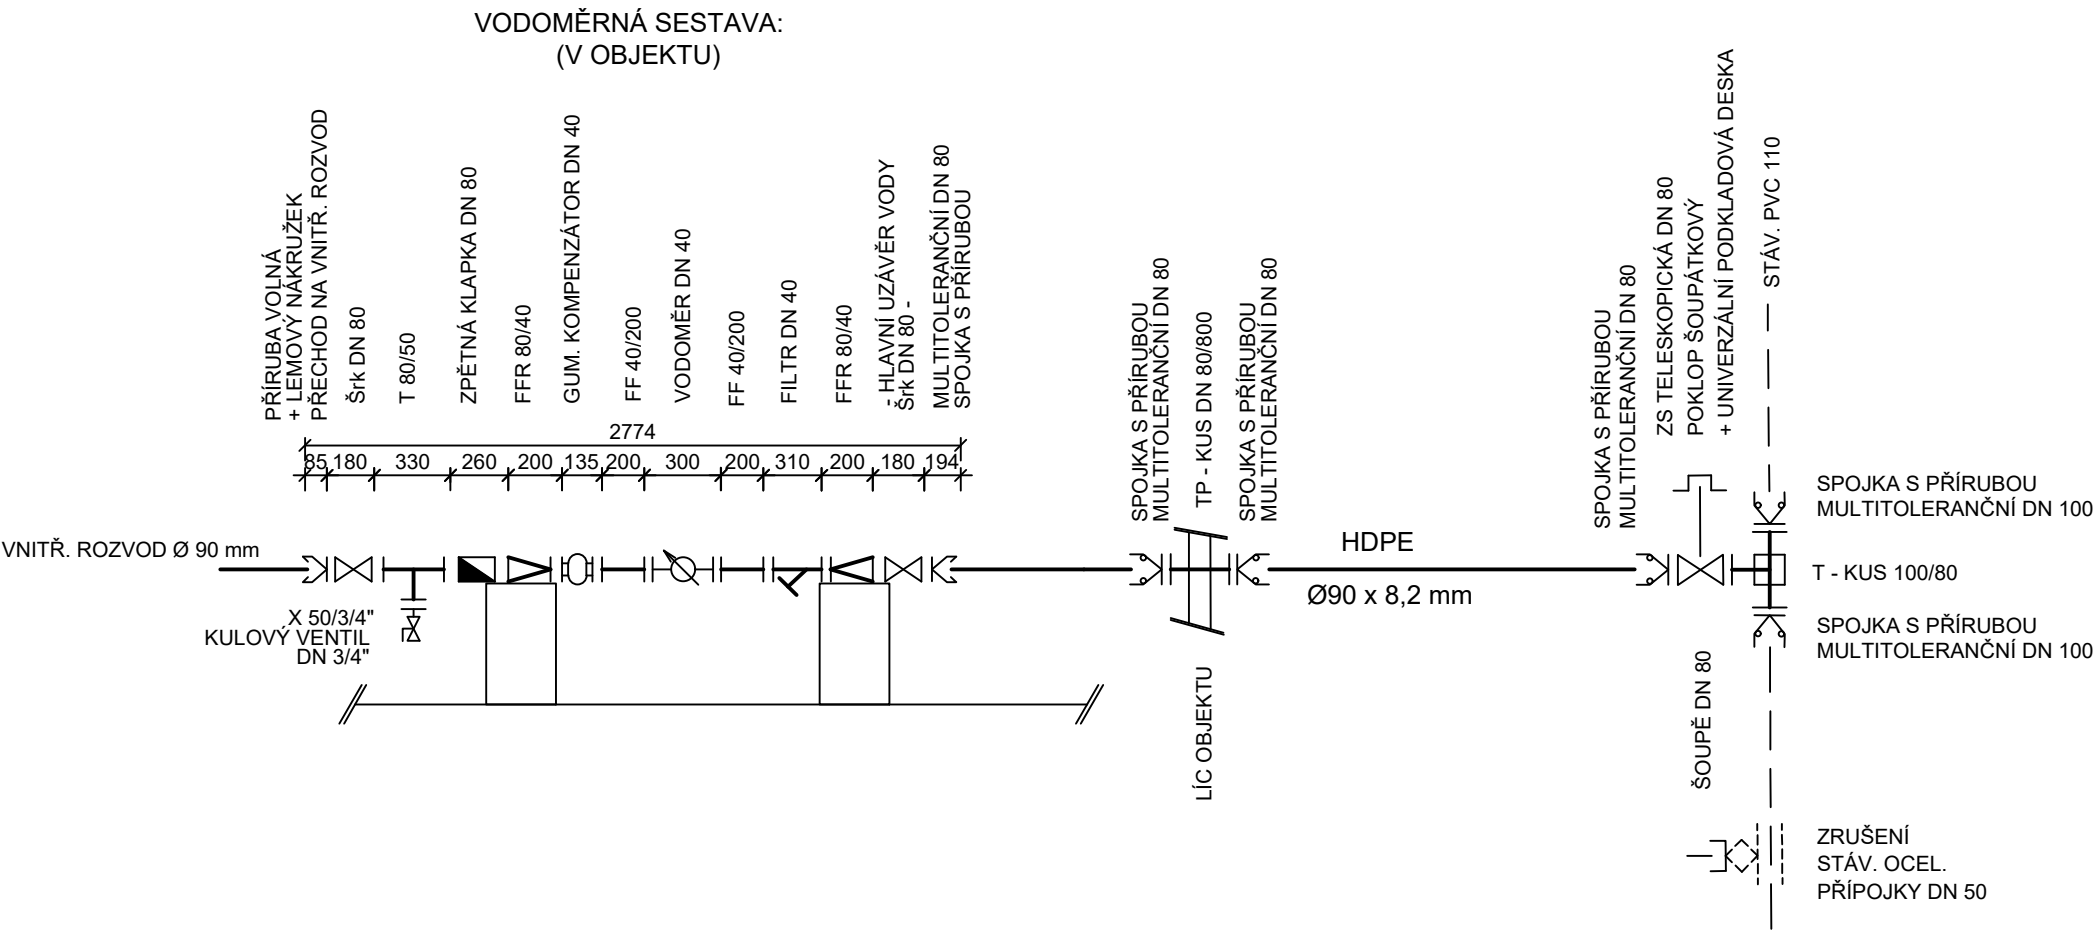 VODOMĚRNÁ SESTAVA:
(V OBJEKTU)
PŘÍRUBA VOLNÁ
+ LEMOVÝ NÁKRUŽEK
PŘECHOD NA VNITŘ. ROZVOD
Šrk DN 80
T 80/50
ZPĚTNÁ KLAPKA DN 80
FFR 80/40
GUM. KOMPENZÁTOR DN 40
FF 40/200
VODOMĚR DN 40
FF 40/200
FILTR DN 40
FFR 80/40
- HLAVNÍ UZÁVĚR VODY
Šrk DN 80 -
MULTITOLERANČNÍ DN 80
SPOJKA S PŘÍRUBOU
2774
85 180 330 260 200 135 200 300 200 310 200 180 194
VNITŘ. ROZVOD Ø 90 mm
X 50/3/4"
KULOVÝ VENTIL
DN 3/4"
SPOJKA S PŘÍRUBOU
MULTITOLERANČNÍ DN 80
TP - KUS DN 80/800
SPOJKA S PŘÍRUBOU
MULTITOLERANČNÍ DN 80
LÍC OBJEKTU
HDPE
Ø90 x 8,2 mm
SPOJKA S PŘÍRUBOU
MULTITOLERANČNÍ DN 80
ZS TELESKOPICKÁ DN 80
POKLOP ŠOUPÁTKOVÝ
+ UNIVERZÁLNÍ PODKLADOVÁ DESKA
STÁV. PVC 110
SPOJKA S PŘÍRUBOU
MULTITOLERANČNÍ DN 100
T - KUS 100/80
SPOJKA S PŘÍRUBOU
MULTITOLERANČNÍ DN 100
ŠOUPĚ DN 80
ZRUŠENÍ
STÁV. OCEL.
PŘÍPOJKY DN 50